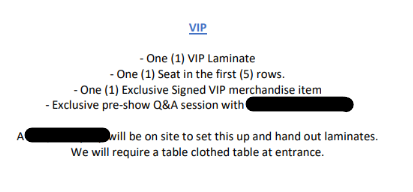 VIP
- One (1) VIP Laminate
- One (1) Seat in the first (5) rows.
- One (1) Exclusive Signed VIP merchandise item
- Exclusive pre-show Q&A session with
A will be on site to set this up and hand out laminates.
We will require a table clothed table at entrance.